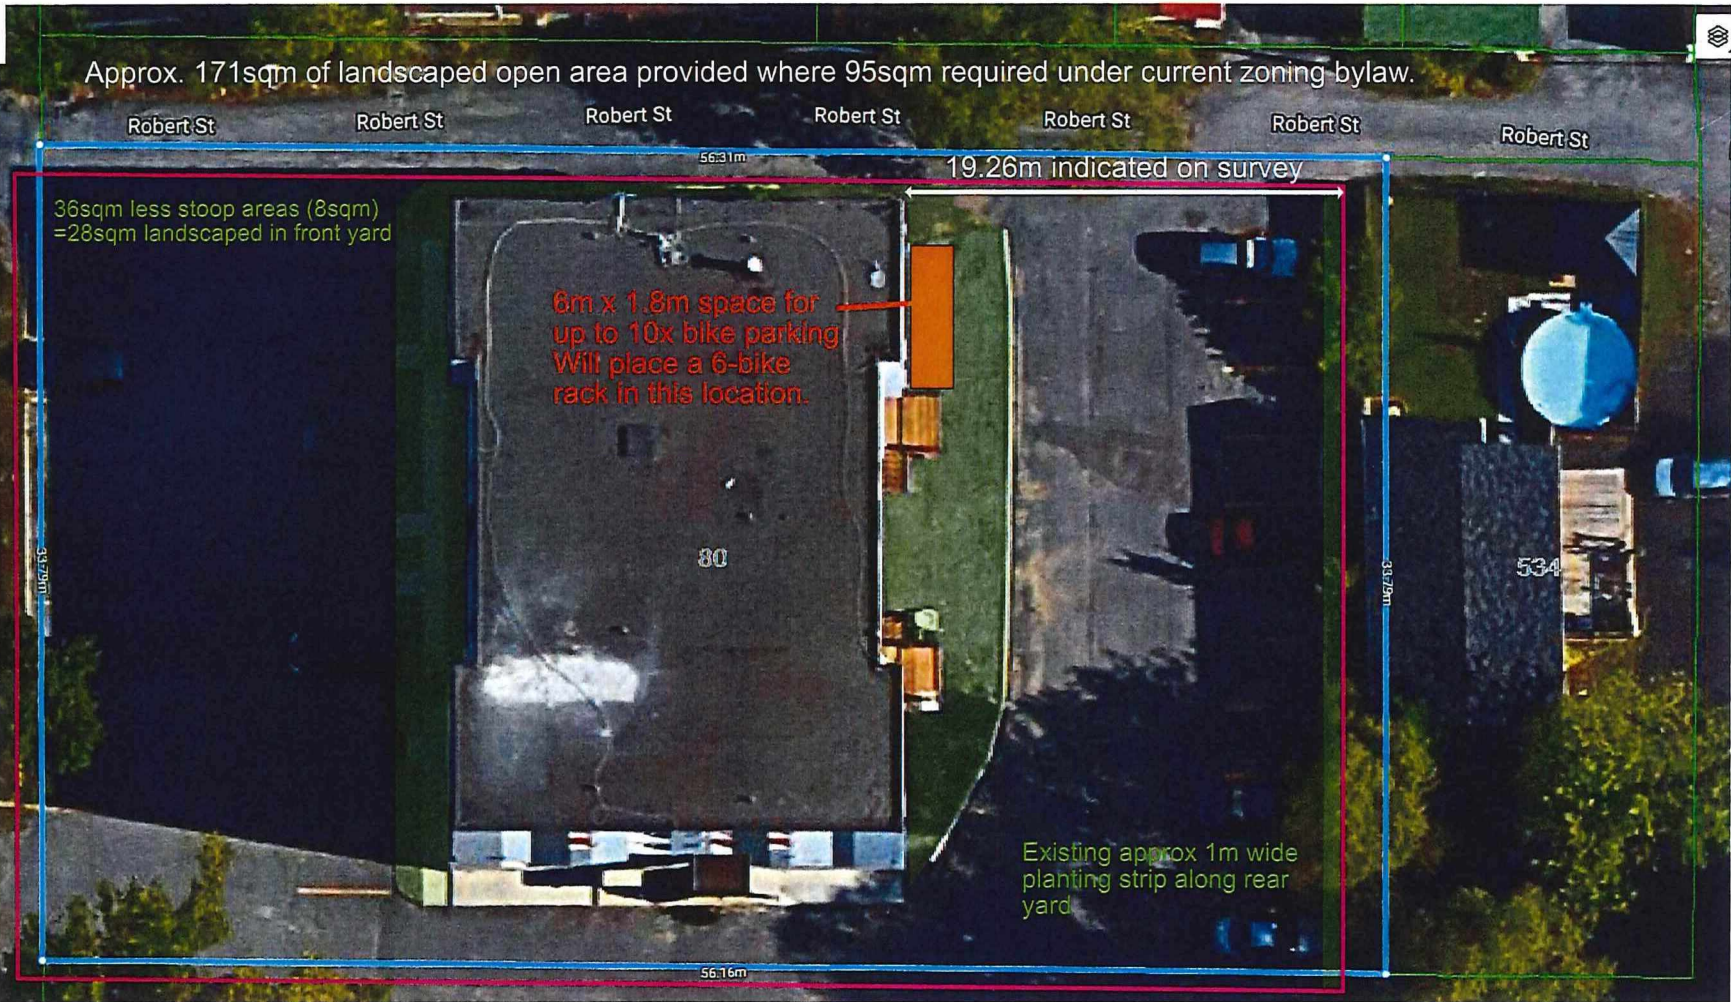 Approx. 171sqm of landscaped open area provided where 95sqm required under current zoning bylaw.
Robert St
Robert St
Robert St
Robert St
Robert St
Robert St
Robert St
56.31m
19.26m indicated on survey
36sqm less stoop areas (8sqm)
=28sqm landscaped in front yard
6m x 1.8m space for
up to 10x bike parking
Will place a 6-bike
rack in this location.
80
534
33.79m
33.79m
Existing approx 1m wide
planting strip along rear
yard
56.16m